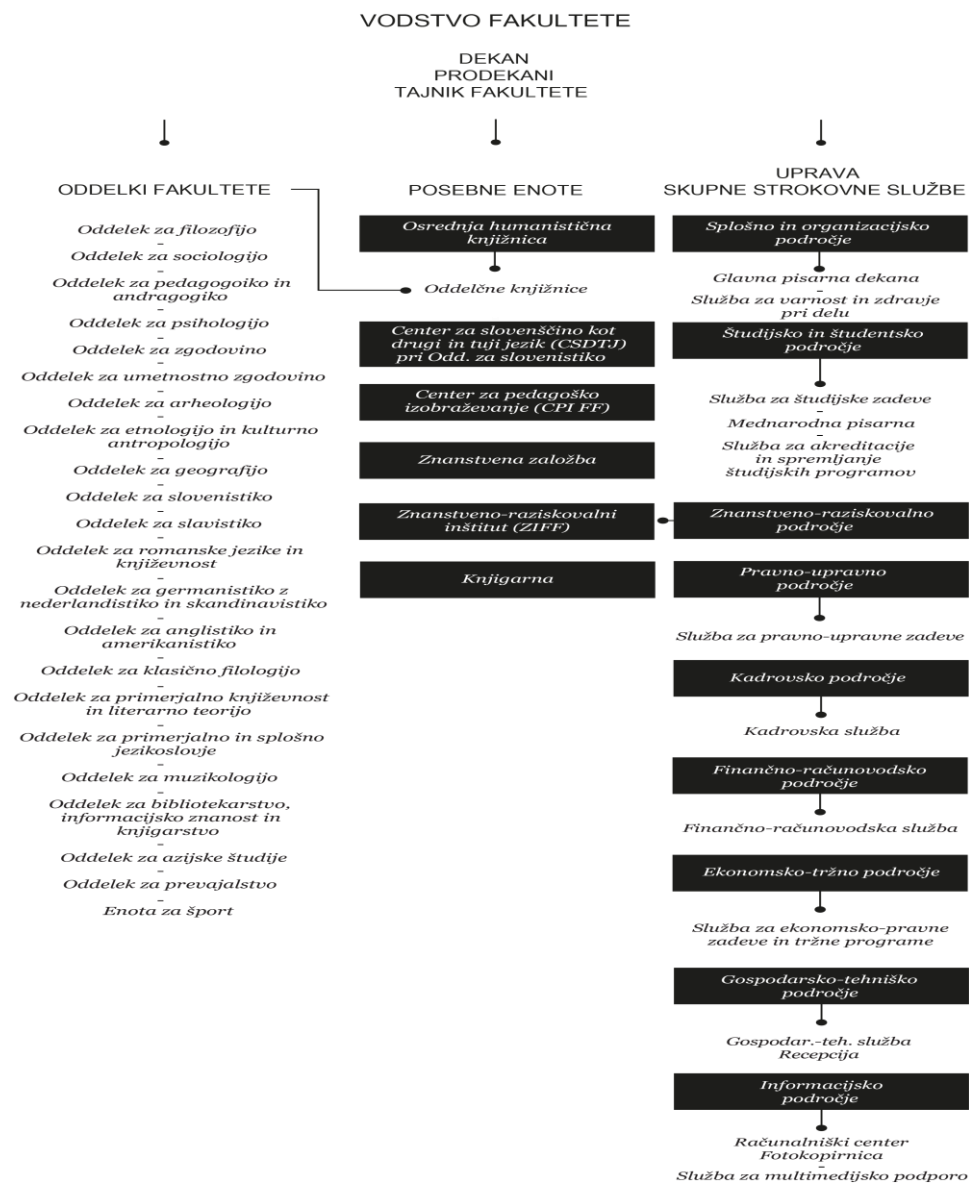 VODSTVO FAKULTETE
DEKAN
PRODEKANI
TAJNIK FAKULTETE
ODDELKI FAKULTETE
Oddelek za filozofijo
–
Oddelek za sociologijo
–
Oddelek za pedagogoiko in
andragogiko
–
Oddelek za psihologijo
–
Oddelek za zgodovino
–
Oddelek za umetnostno zgodovino
–
Oddelek za arheologijo
–
Oddelek za etnologijo in kulturno
antropologijo
–
Oddelek za geografijo
–
Oddelek za slovenistiko
–
Oddelek za slavistiko
–
Oddelek za romanske jezike in
književnost
–
Oddelek za germanistiko z
nederlandistiko in skandinavistiko
–
Oddelek za anglistiko in
amerikanistiko
–
Oddelek za klasično filologijo
–
Oddelek za primerjalno književnost
in literarno teorijo
–
Oddelek za primerjalno in splošno
jezikoslovje
–
Oddelek za muzikologijo
–
Oddelek za bibliotekarstvo,
informacijsko znanost in
knjigarstvo
–
Oddelek za azijske študije
–
Oddelek za prevajalstvo
–
Enota za šport
POSEBNE ENOTE
Osrednja humanistična
knjižnica
Oddelčne knjižnice
Center za slovenščino kot
drugi in tuji jezik (CSDTJ)
pri Odd. za slovenistiko
Center za pedagoško
izobraževanje (CPI FF)
Znanstvena založba
Znanstveno-raziskovalni
inštitut (ZIFF)
Knjigarna
UPRAVA
SKUPNE STROKOVNE SLUŽBE
Splošno in organizacijsko
področje
Glavna pisarna dekana
–
Služba za varnost in zdravje
pri delu
Študijsko in študentsko
področje
Služba za študijske zadeve
–
Mednarodna pisarna
–
Služba za akreditacije
in spremljanje
študijskih programov
Znanstveno-raziskovalno
področje
Pravno-upravno
področje
Služba za pravno-upravne zadeve
Kadrovsko področje
Kadrovska služba
Finančno-računovodsko
področje
Finančno-računovodska služba
Ekonomsko-tržno področje
Služba za ekonomsko-pravne
zadeve in tržne programe
Gospodarsko-tehniško
področje
Gospodar.-teh. služba
Recepcija
Informacijsko
področje
Računalniški center
Fotokopirnica
–
Služba za multimedijsko podporo